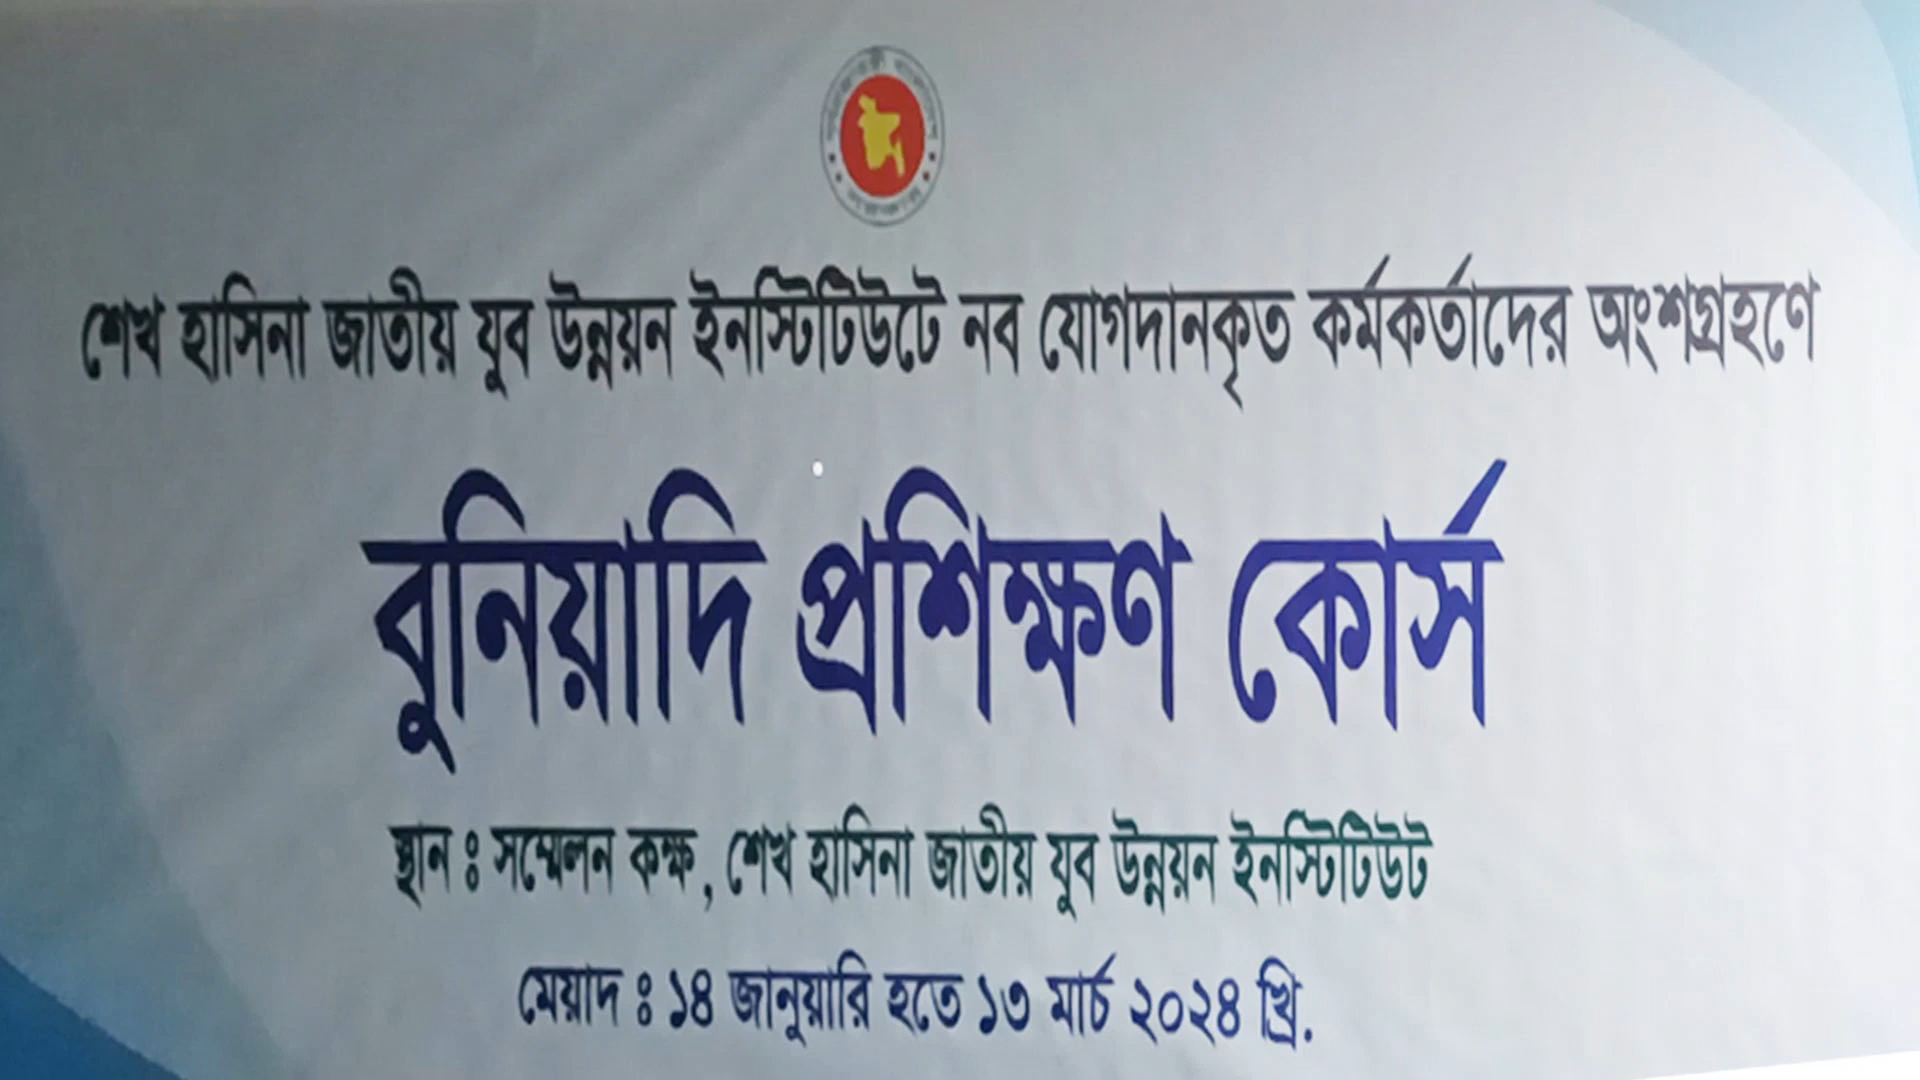 শেখ হাসিনা জাতীয় যুব উন্নয়ন ইনস্টিটিউটে নব যোগদানকৃত কর্মকর্তাদের অংশগ্রহণে
বুনিয়াদি প্রশিক্ষণ কোর্স
স্থান ঃ সম্মেলন কক্ষ, শেখ হাসিনা জাতীয় যুব উন্নয়ন ইনস্টিটিউট
মেয়াদ ঃ ১৪ জানুয়ারি হতে ১৩ মার্চ ২০২৪ খ্রি.